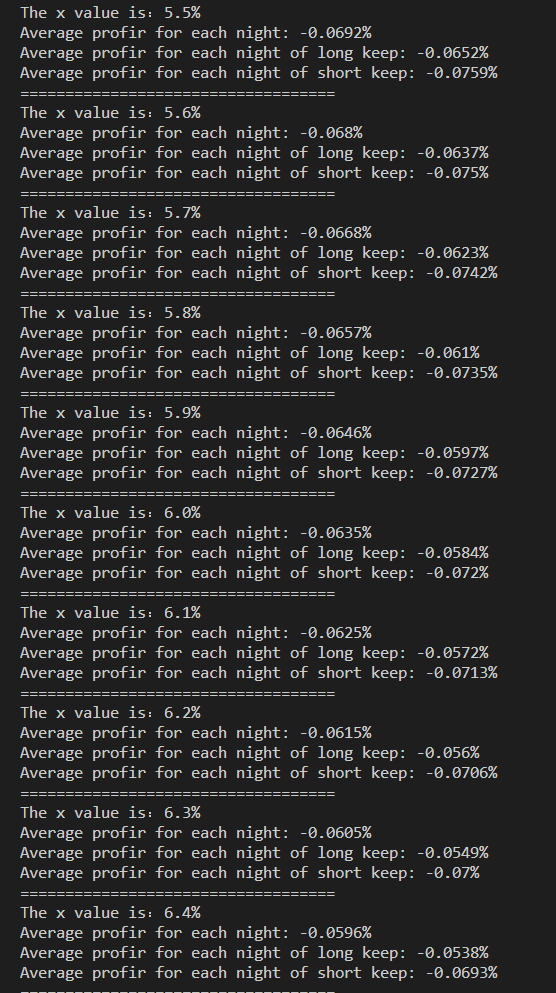 The x value is: 5.5%
Average profir for each night: -0.0692%
Average profir for each night of long keep: -0.0652%
Average profir for each night of short keep: -0.0759%
===================================
The x value is: 5.6%
Average profir for each night: -0.068%
Average profir for each night of long keep: -0.0637%
Average profir for each night of short keep: -0.075%
===================================
The x value is: 5.7%
Average profir for each night: -0.0668%
Average profir for each night of long keep: -0.0623%
Average profir for each night of short keep: -0.0742%
===================================
The x value is: 5.8%
Average profir for each night: -0.0657%
Average profir for each night of long keep: -0.061%
Average profir for each night of short keep: -0.0735%
===================================
The x value is: 5.9%
Average profir for each night: -0.0646%
Average profir for each night of long keep: -0.0597%
Average profir for each night of short keep: -0.0727%
===================================
The x value is: 6.0%
Average profir for each night: -0.0635%
Average profir for each night of long keep: -0.0584%
Average profir for each night of short keep: -0.072%
===================================
The x value is: 6.1%
Average profir for each night: -0.0625%
Average profir for each night of long keep: -0.0572%
Average profir for each night of short keep: -0.0713%
===================================
The x value is: 6.2%
Average profir for each night: -0.0615%
Average profir for each night of long keep: -0.056%
Average profir for each night of short keep: -0.0706%
===================================
The x value is: 6.3%
Average profir for each night: -0.0605%
Average profir for each night of long keep: -0.0549%
Average profir for each night of short keep: -0.07%
===================================
The x value is: 6.4%
Average profir for each night: -0.0596%
Average profir for each night of long keep: -0.0538%
Average profir for each night of short keep: -0.0693%
===================================